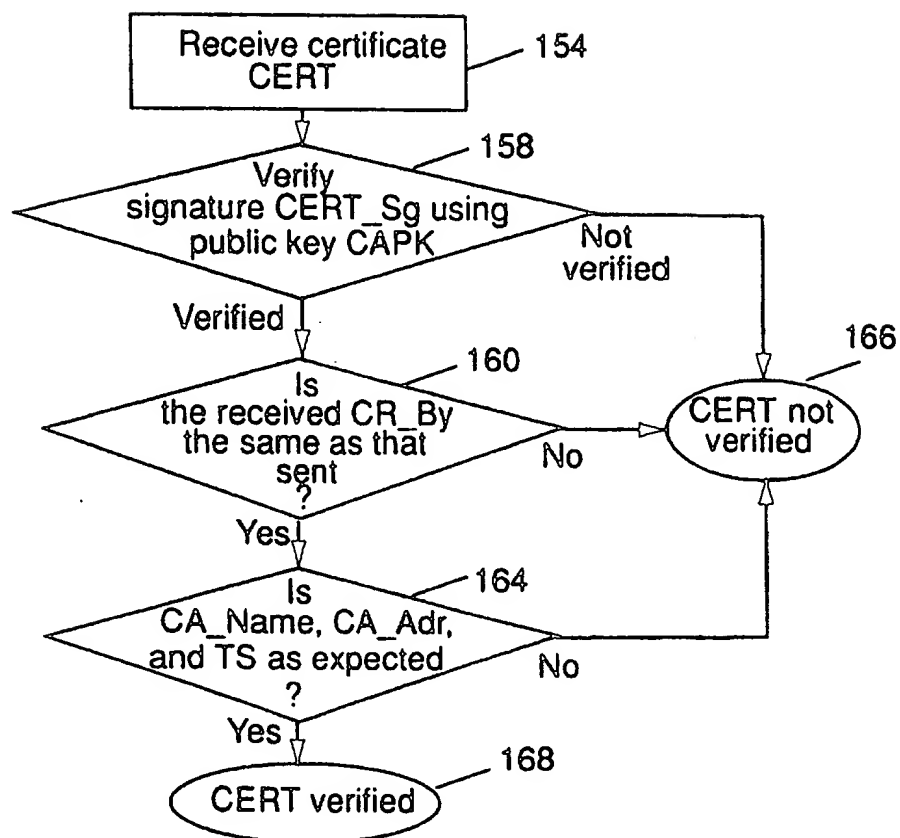 Receive certificate
CERT
154
158
Verify
signature CERT_Sg using
public key CAPK
Not
verified
Verified
160
166
Is
the received CR_By
the same as that
sent
?
CERT not
verified
No
Yes
164
Is
CA_Name, CA_Adr,
and TS as expected
?
No
Yes
168
CERT verified